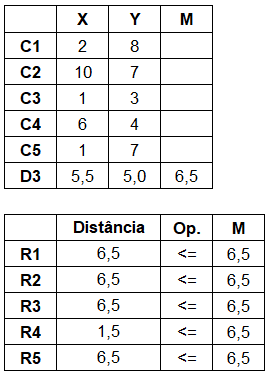 X Y M
C1 2 8
C2 10 7
C3 1 3
C4 6 4
C5 1 7
D3 5,5 5,0 6,5
Distância Op. M
R1 6,5 <= 6,5
R2 6,5 <= 6,5
R3 6,5 <= 6,5
R4 1,5 <= 6,5
R5 6,5 <= 6,5